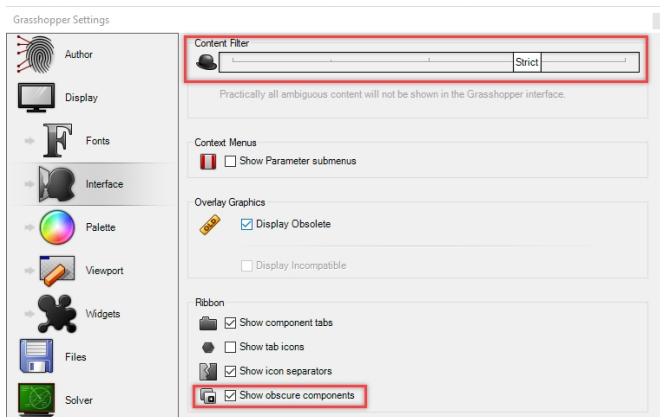 Grasshopper Settings
Author
Display
Fonts
Interface
Palette
Viewport
Widgets
Files
Solver
Content Filter
Strict
Practically all ambiguous content will not be shown in the Grasshopper interface.
Context Menus
Show Parameter submenus
Overlay Graphics
OLD
Display Obsolete
Display Incompatible
Ribbon
Show component tabs
Show tab icons
Show icon separators
Show obscure components